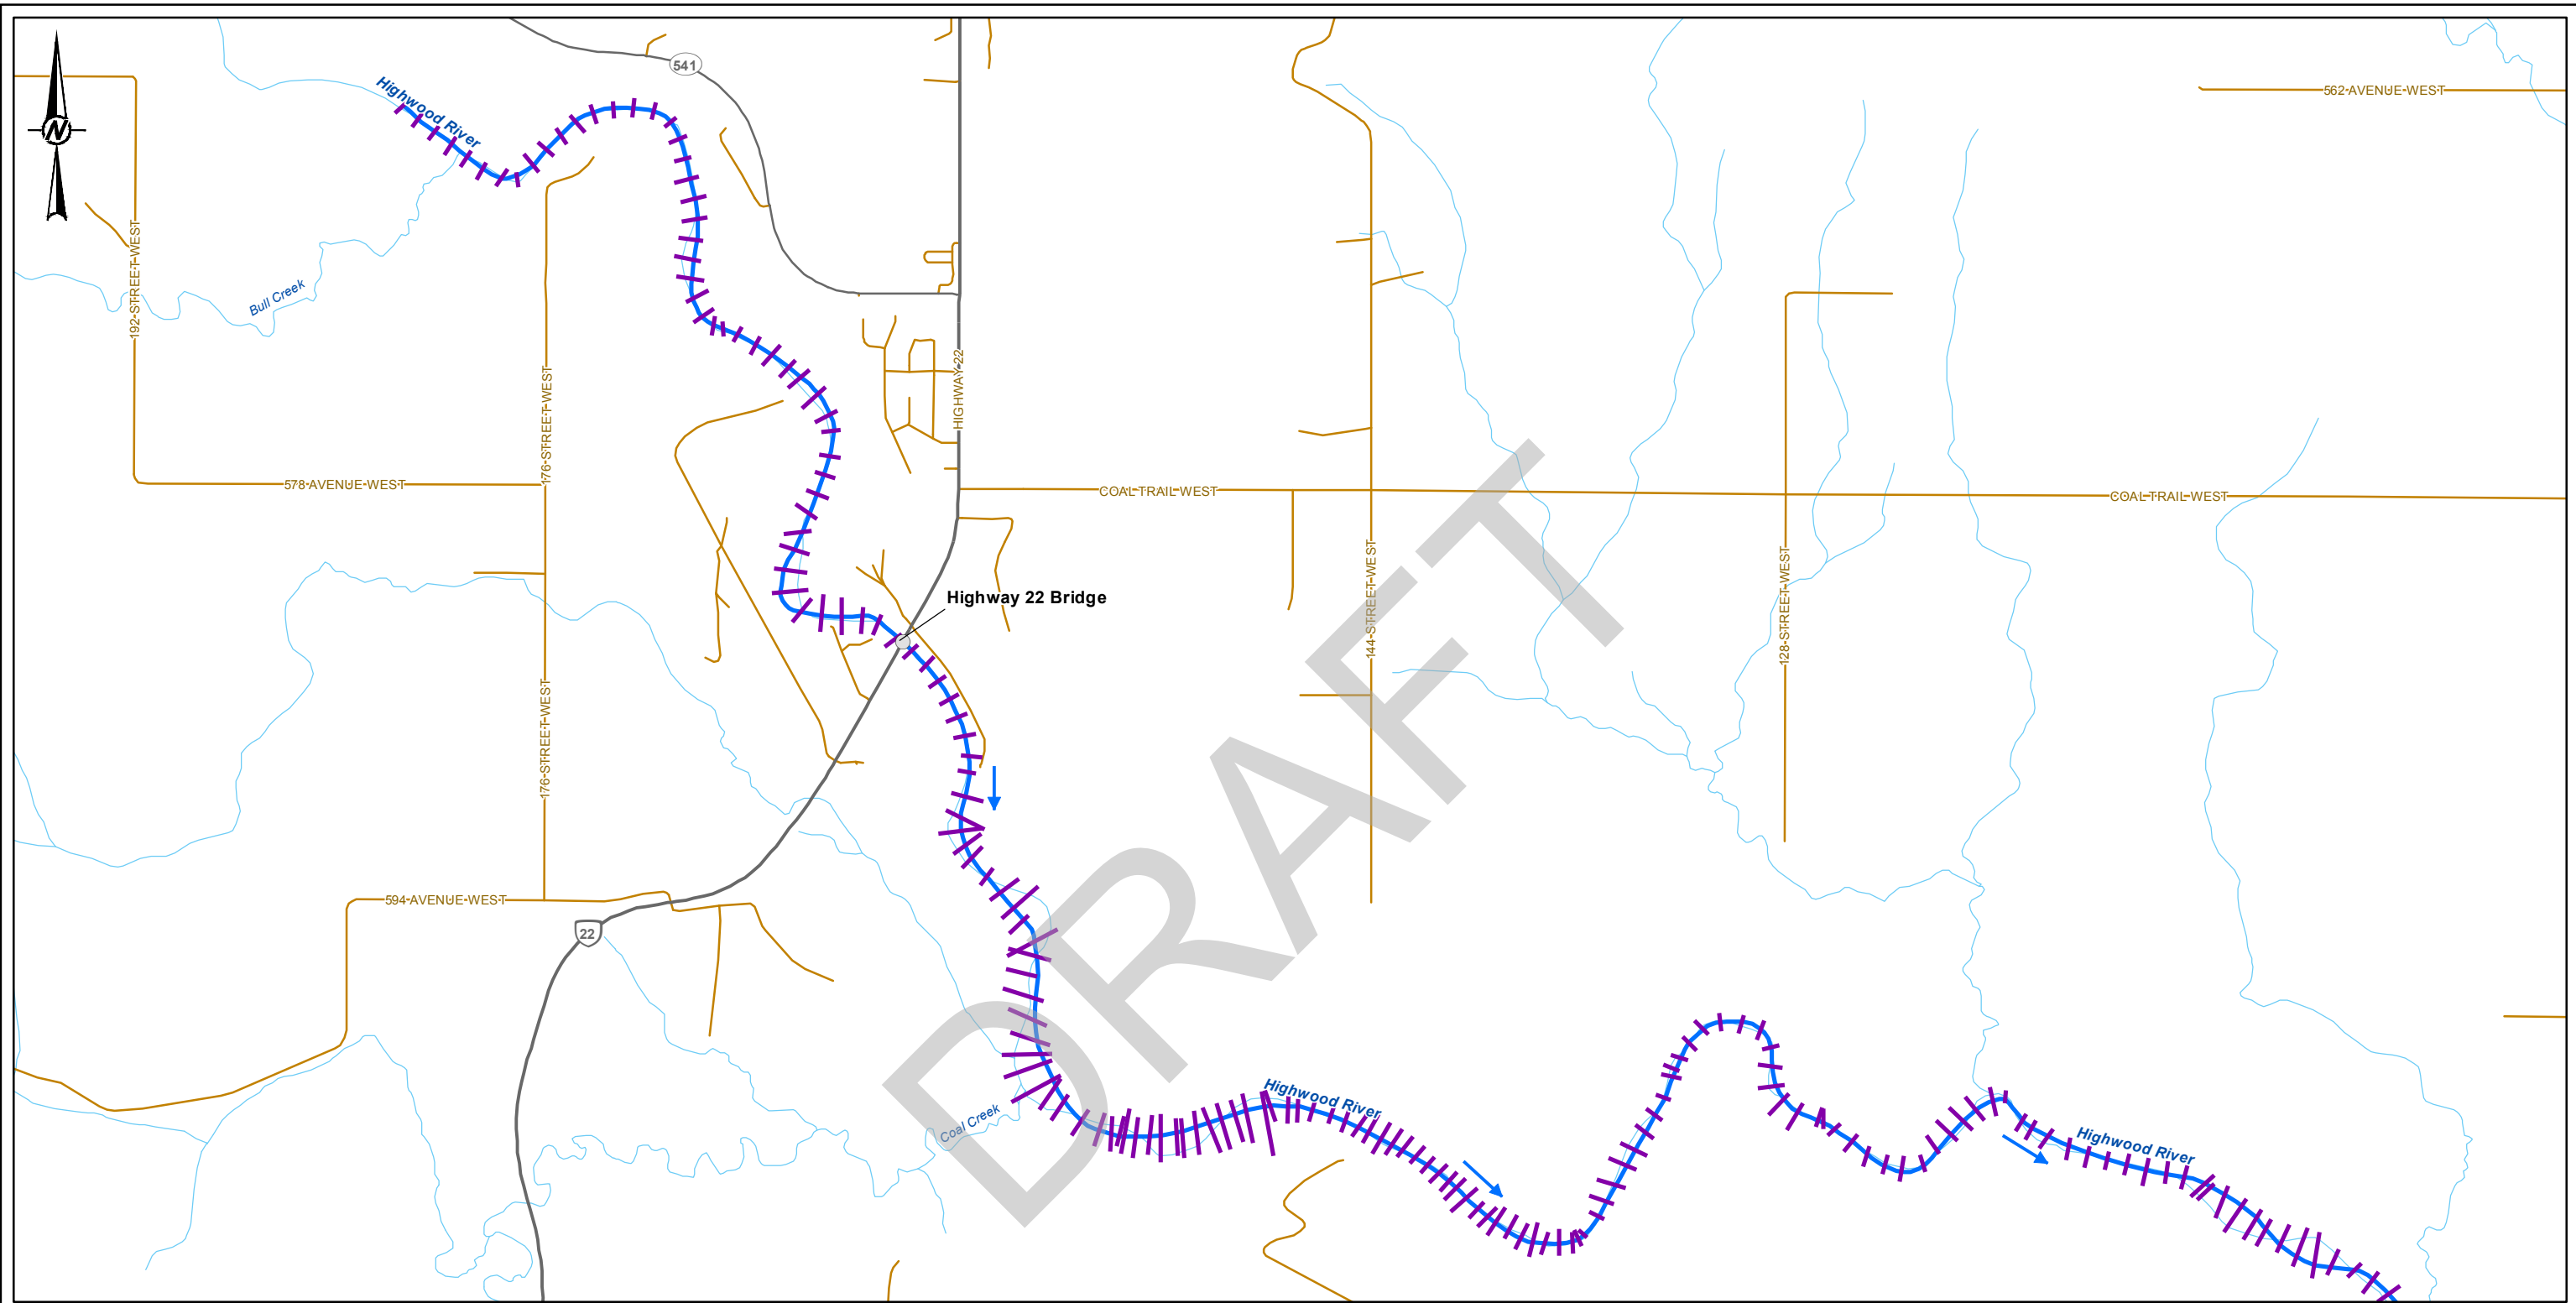 541
Highwood River
562 AVENUE WEST
N
192 STREET WEST
Bull Creek
HIGHWAY 22
176 STREET WEST
578 AVENUE WEST
COAL TRAIL WEST
COAL TRAIL WEST
144 STREET WEST
128 STREET WEST
Highway 22 Bridge
176 STREET WEST
594 AVENUE WEST
22
DRAFT
Highwood River
Coal Creek
Highwood River